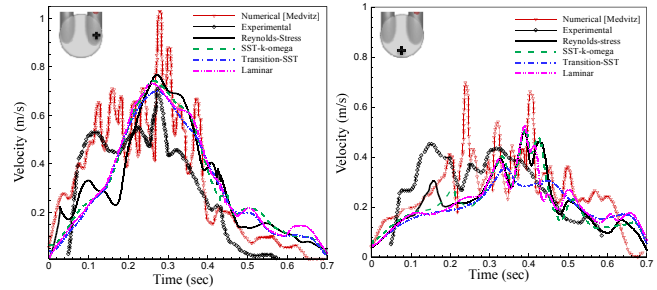 Numerical [Medvitz]
Experimental
Reynolds-stress
SST-k-omega
Transition-SST
Laminar
Velocity (m/s)
1
0.8
0.6
0.4
0.2
0
0.1
0.2
0.3
0.4
0.5
0.6
0.7
Time (sec)
Numerical [Medvitz]
Experimental
Reynolds-stress
SST-k-omega
Transition-SST
Laminar
Velocity (m/s)
1
0.8
0.6
0.4
0.2
0
0
0.1
0.2
0.3
0.4
0.5
0.6
0.7
Time (sec)